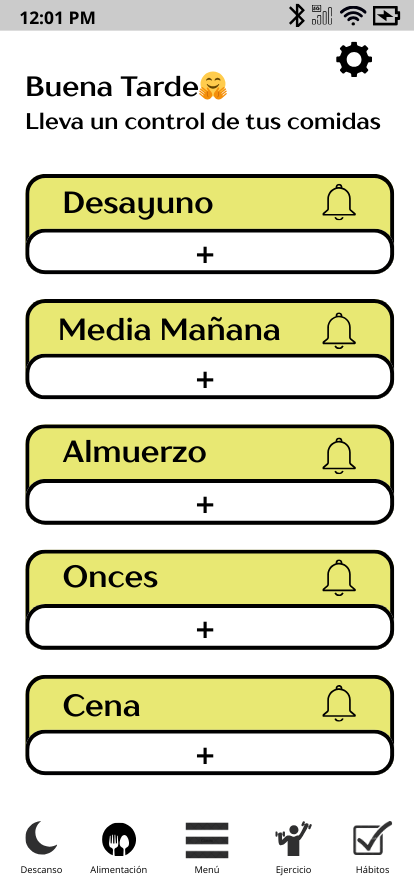 12:01 PM
Buena Tarde🤗
Lleva un control de tus comidas
Desayuno
+
Media Mañana
+
Almuerzo
+
Onces
+
Cena
+
Descanso Alimentación Menú Ejercicio Hábitos